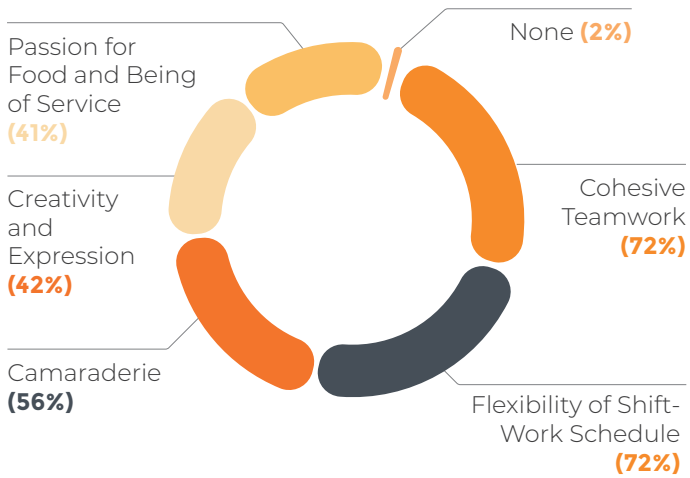 None (2%)
Cohesive
Teamwork
(72%)
Flexibility of Shift-
Work Schedule
(72%)
Camaraderie
(56%)
Creativity
and
Expression
(42%)
Passion for
Food and Being
of Service
(41%)